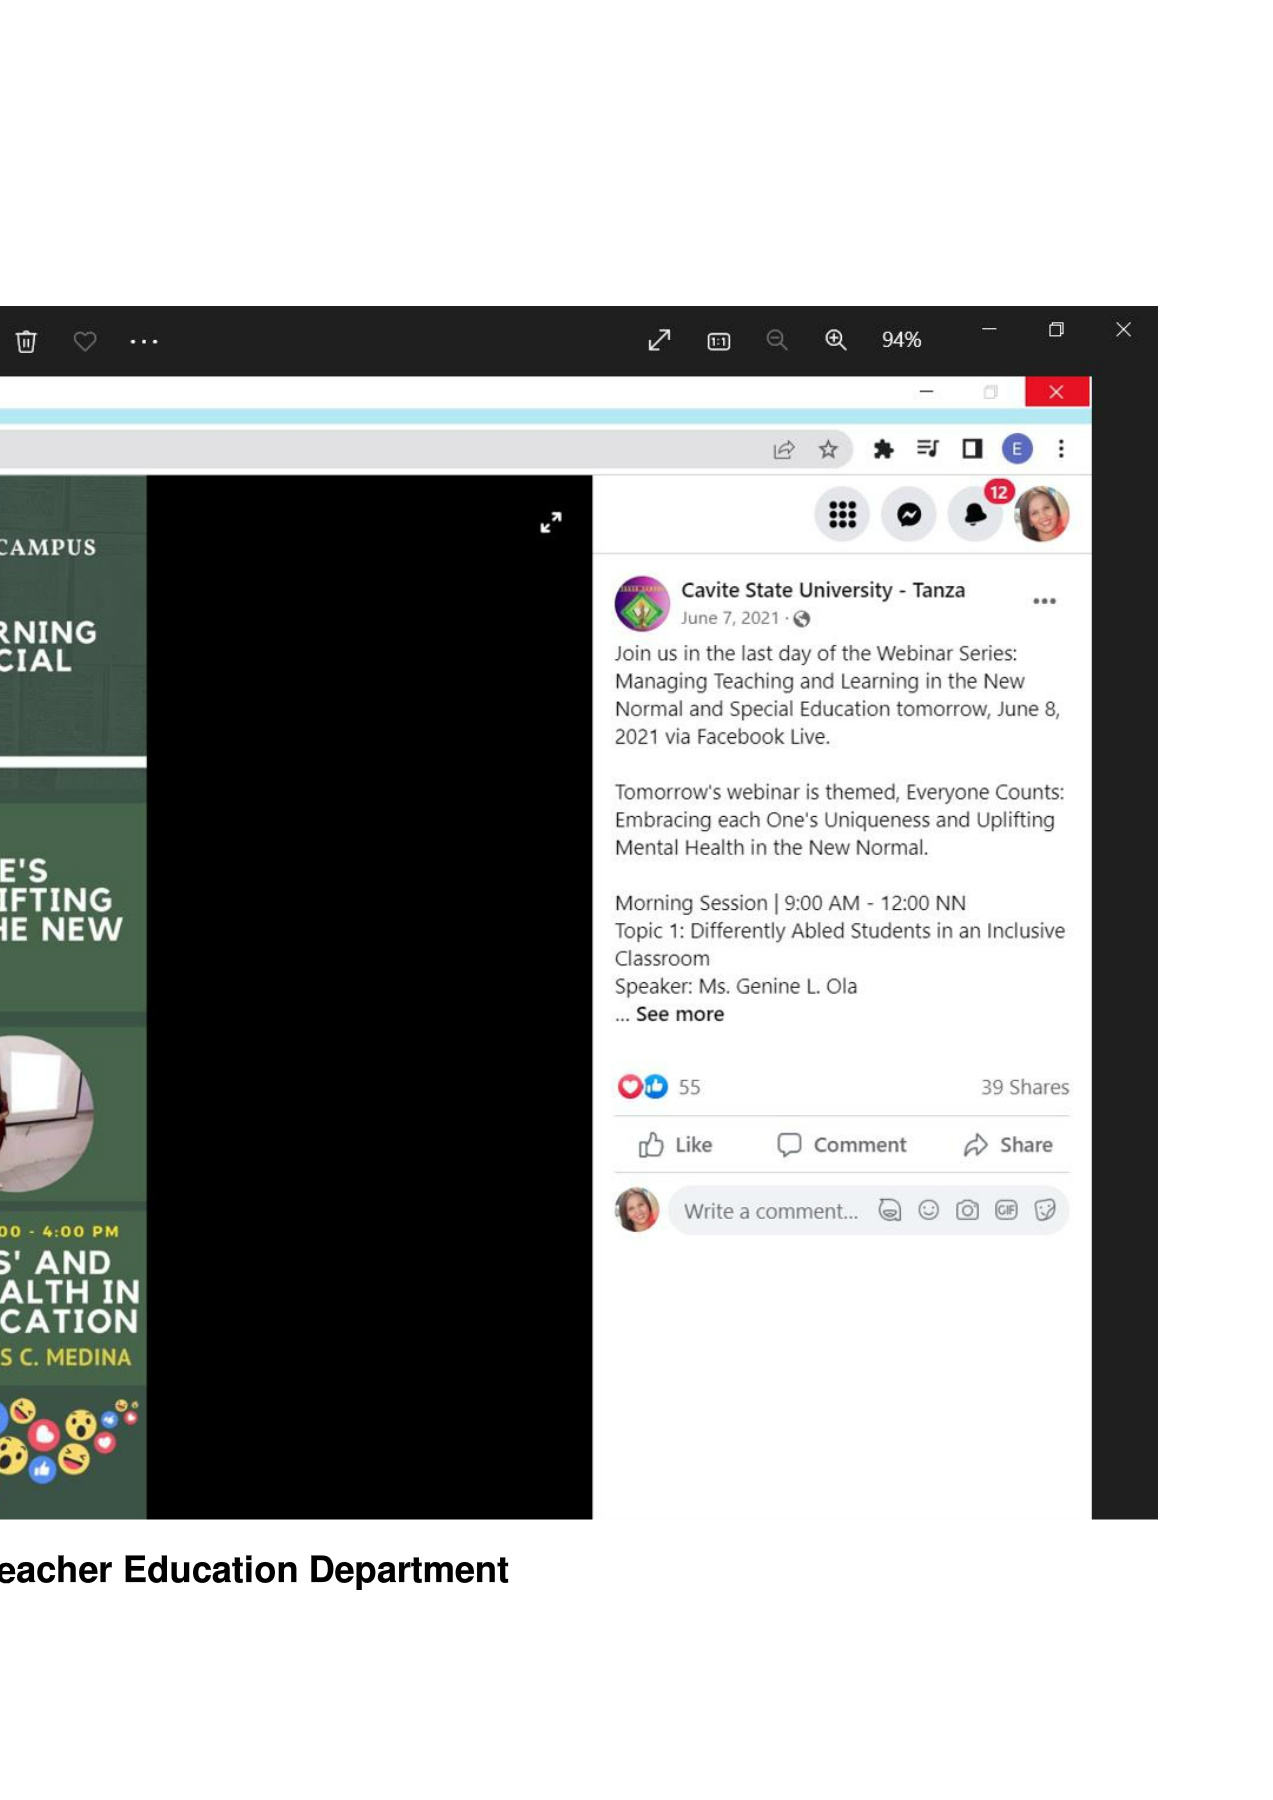 94%
E
12
CAMPUS
RNING
CIAL
E'S
IFTING
HE NEW
00 - 4:00 PM
S' AND
ALTH IN
CATION
S C. MEDINA
Cavite State University - Tanza
June 7, 2021 ·
Join us in the last day of the Webinar Series:
Managing Teaching and Learning in the New
Normal and Special Education tomorrow, June 8,
2021 via Facebook Live.
Tomorrow's webinar is themed, Everyone Counts:
Embracing each One's Uniqueness and Uplifting
Mental Health in the New Normal.
Morning Session | 9:00 AM - 12:00 NN
Topic 1: Differently Abled Students in an Inclusive
Classroom
Speaker: Ms. Genine L. Ola
... See more
55 39 Shares
Like Comment Share
Write a comment... GIF
eacher Education Department